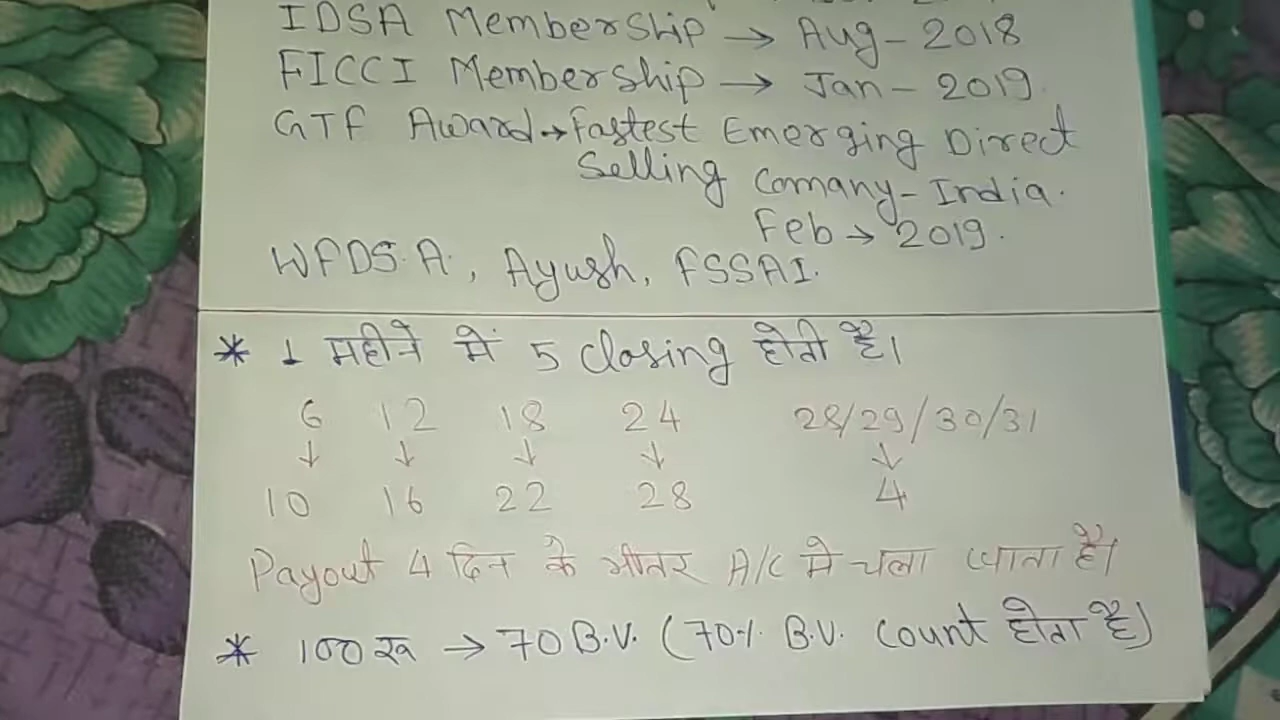 IDSA Membership → Aug - 2018
FICCI Membership → Jan - 2019.
GTF Award → Fastest Emerging Direct
Selling Comany - India.
Feb → 2019.
WFDS.A., Ayush, FSSAI.
* 1 महीने में 5 closing होती है।
6 12 18 24 28/29/30/31
↓ ↓ ↓ ↓ ↓
10 16 22 28 4
Payout 4 दिन के भीतर A/C मे चला जाता है।
* 100 रू → 70 B.V. (70% B.V. count होता है)